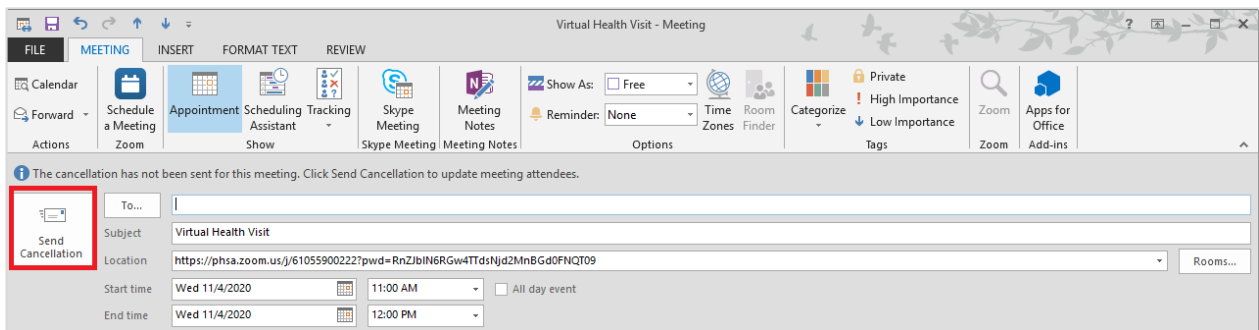 Virtual Health Visit - Meeting
?
FILE MEETING INSERT FORMAT TEXT REVIEW
Calendar
Forward
Actions
Schedule
a Meeting
Zoom
Appointment
Scheduling
Assistant
Tracking
Show
Skype
Meeting
Skype Meeting
N
Meeting
Notes
Meeting Notes
Show As: Free
Reminder: None
Time
Zones
Room
Finder
Options
Categorize
Private
High Importance
Low Importance
Tags
Zoom
Zoom
Apps for
Office
Add-ins
The cancellation has not been sent for this meeting. Click Send Cancellation to update meeting attendees.
Send
Cancellation
To...
Subject Virtual Health Visit
Location https://phsa.zoom.us/j/61055900222?pwd=RnZJblN6RGw4TTdsNjd2MnBGd0FNQT09 Rooms...
Start time Wed 11/4/2020 11:00 AM All day event
End time Wed 11/4/2020 12:00 PM